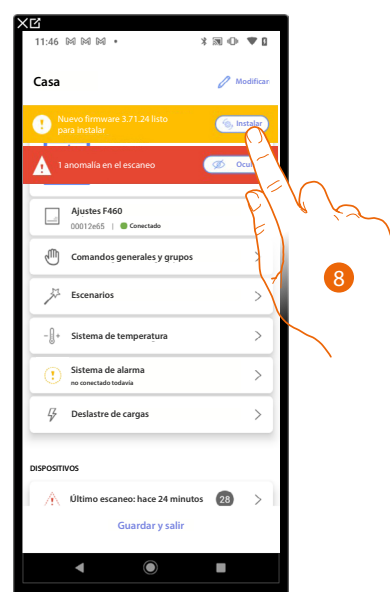 11:46
Casa
Modificar
Nuevo firmware 3.71.24 listo
para instalar
Instalar
1 anomalía en el escaneo
Ocu
Ajustes F460
00012e65 | Conectado
Comandos generales y grupos
Escenarios
Sistema de temperatura
Sistema de alarma
no conectado todavía
Deslastre de cargas
DISPOSITIVOS
Último escaneo: hace 24 minutos 28
Guardar y salir
8